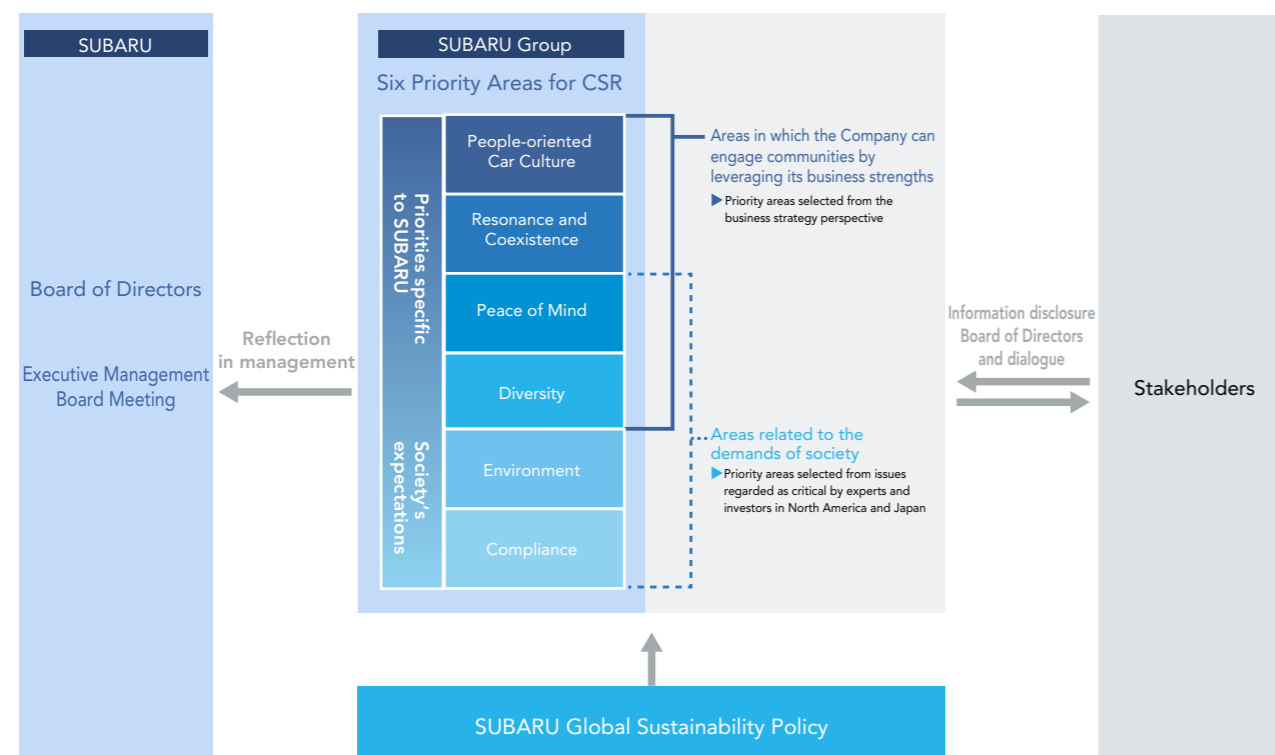 SUBARU
Board of Directors
Executive Management
Board Meeting
Reflection
in management
SUBARU Group
Six Priority Areas for CSR
Priorities specific
to SUBARU
Society's
expectations
People-oriented
Car Culture
Resonance and
Coexistence
Peace of Mind
Diversity
Environment
Compliance
Areas in which the Company can
engage communities by
leveraging its business strengths
▶Priority areas selected from the
business strategy perspective
Areas related to the
demands of society
▶Priority areas selected from issues
regarded as critical by experts and
investors in North America and Japan
Information disclosure
Board of Directors
and dialogue
Stakeholders
SUBARU Global Sustainability Policy